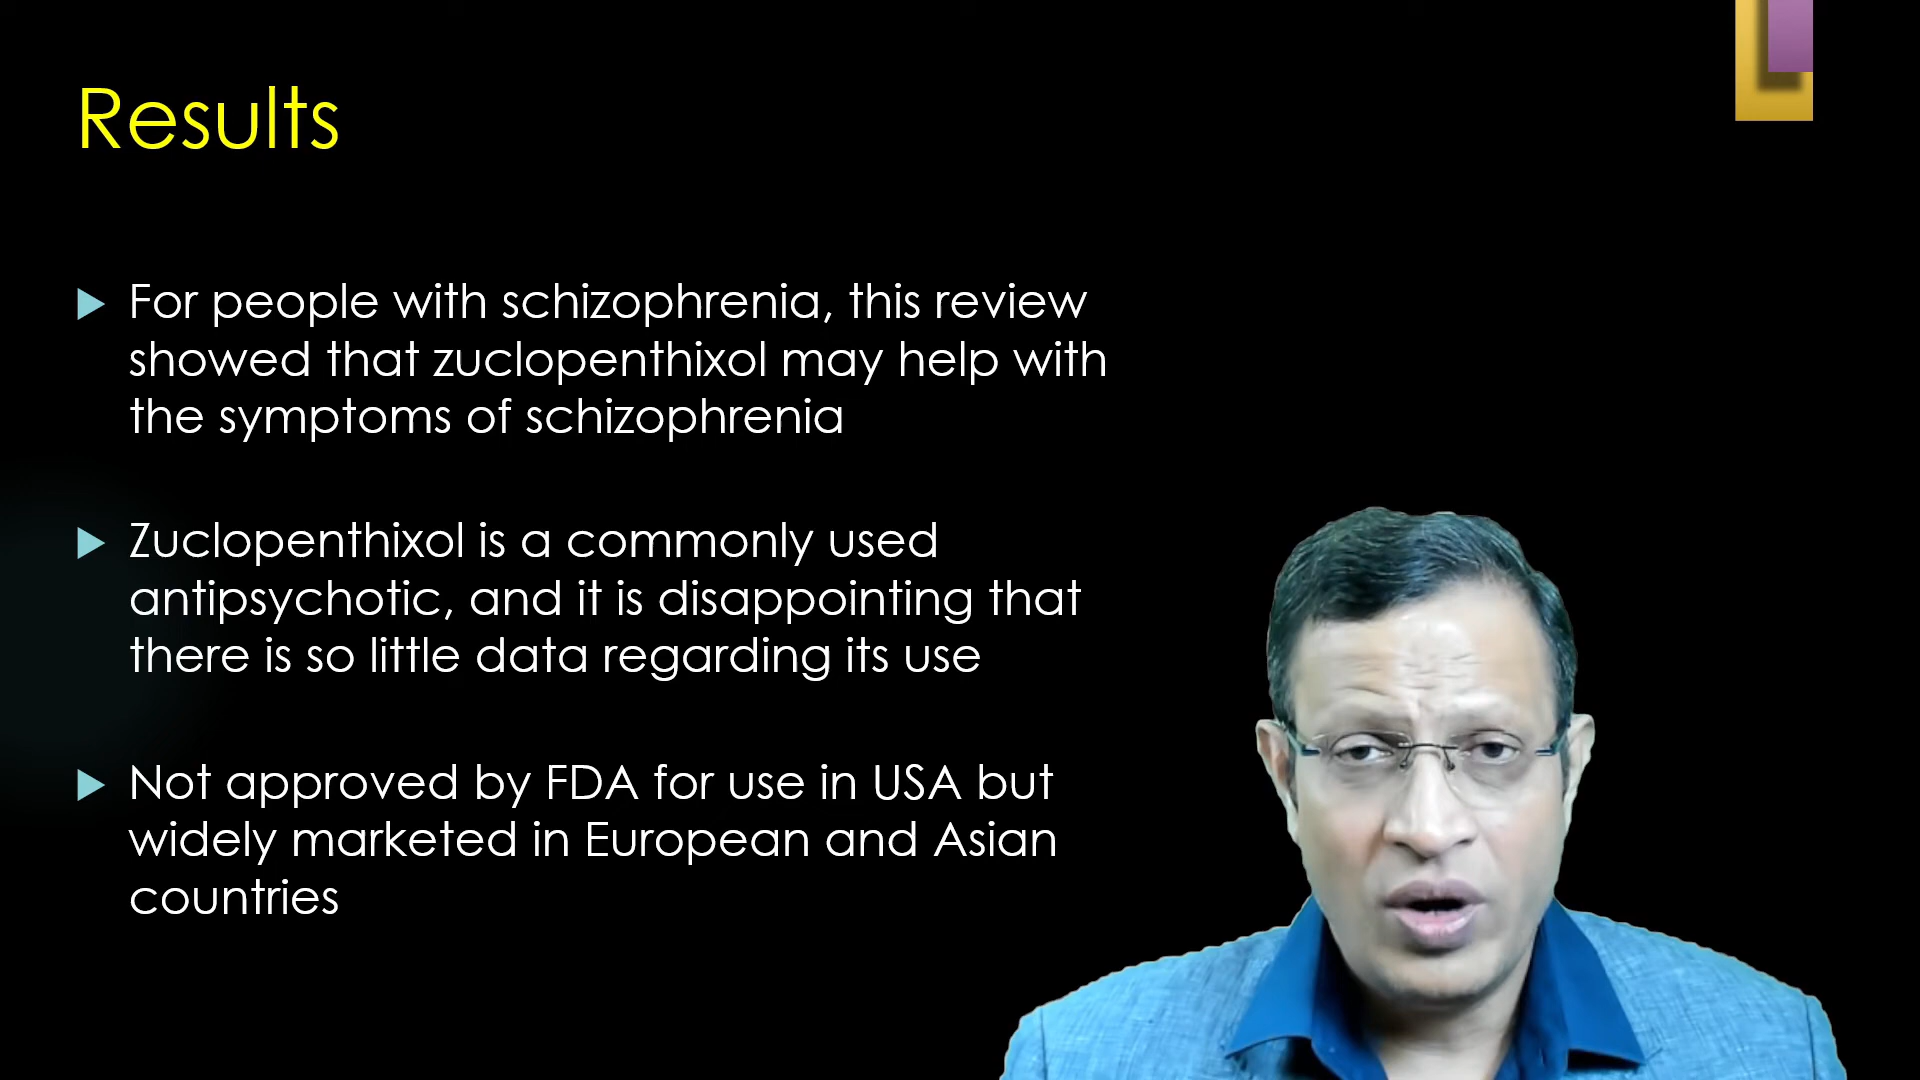 Results
For people with schizophrenia, this review
showed that zuclopenthixol may help with
the symptoms of schizophrenia
Zuclopenthixol is a commonly used
antipsychotic, and it is disappointing that
there is so little data regarding its use
Not approved by FDA for use in USA but
widely marketed in European and Asian
countries